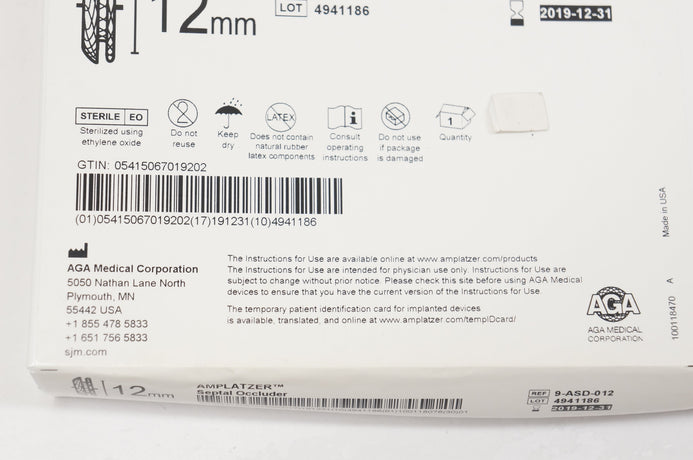 12mm
LOT 4941186
2019-12-31
STERILE EO
Sterilized using
ethylene oxide
2
Do not
reuse
Keep
dry
LATEX
Does not contain
natural rubber
latex components
i
Consult
operating
instructions
Do not use
if package
is damaged
1
Quantity
GTIN: 05415067019202
(01)05415067019202(17)191231(10)4941186
AGA Medical Corporation
5050 Nathan Lane North
Plymouth, MN
55442 USA
+1 855 478 5833
+1 651 756 5833
sjm.com
The Instructions for Use are available online at www.amplatzer.com/products
The Instructions for Use are intended for physician use only. Instructions for Use are
subject to change without prior notice. Please check this site before using AGA Medical
devices to ensure that you have the current version of the Instructions for Use.
The temporary patient identification card for implanted devices
is available, translated, and online at www.amplatzer.com/tempIDcard/
AGA
AGA MEDICAL
CORPORATION
Made in USA
100118470 A
12mm
AMPLATZER™
Septal Occluder
REF 9-ASD-012
LOT 4941186
2019-12-31